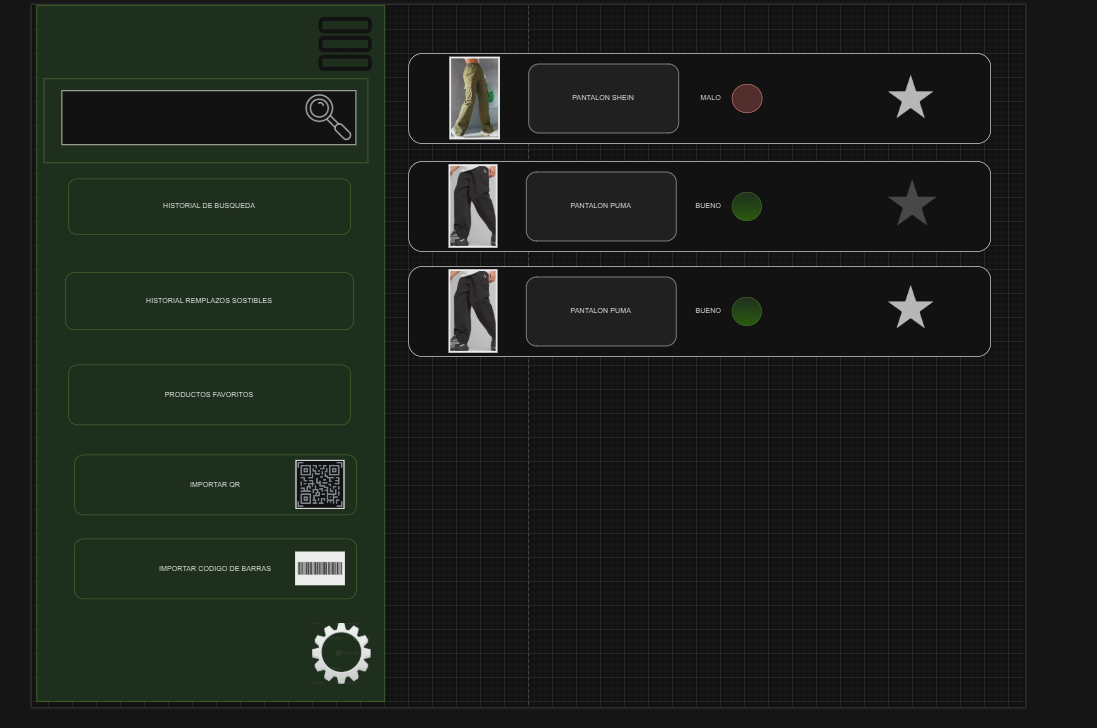 HISTORIAL DE BUSQUEDA
HISTORIAL REMPLAZOS SOSTIBLES
PRODUCTOS FAVORITOS
IMPORTAR QR
IMPORTAR CODIGO DE BARRAS
PANTALON SHEIN
MALO
PANTALON PUMA
BUENO
PANTALON PUMA
BUENO